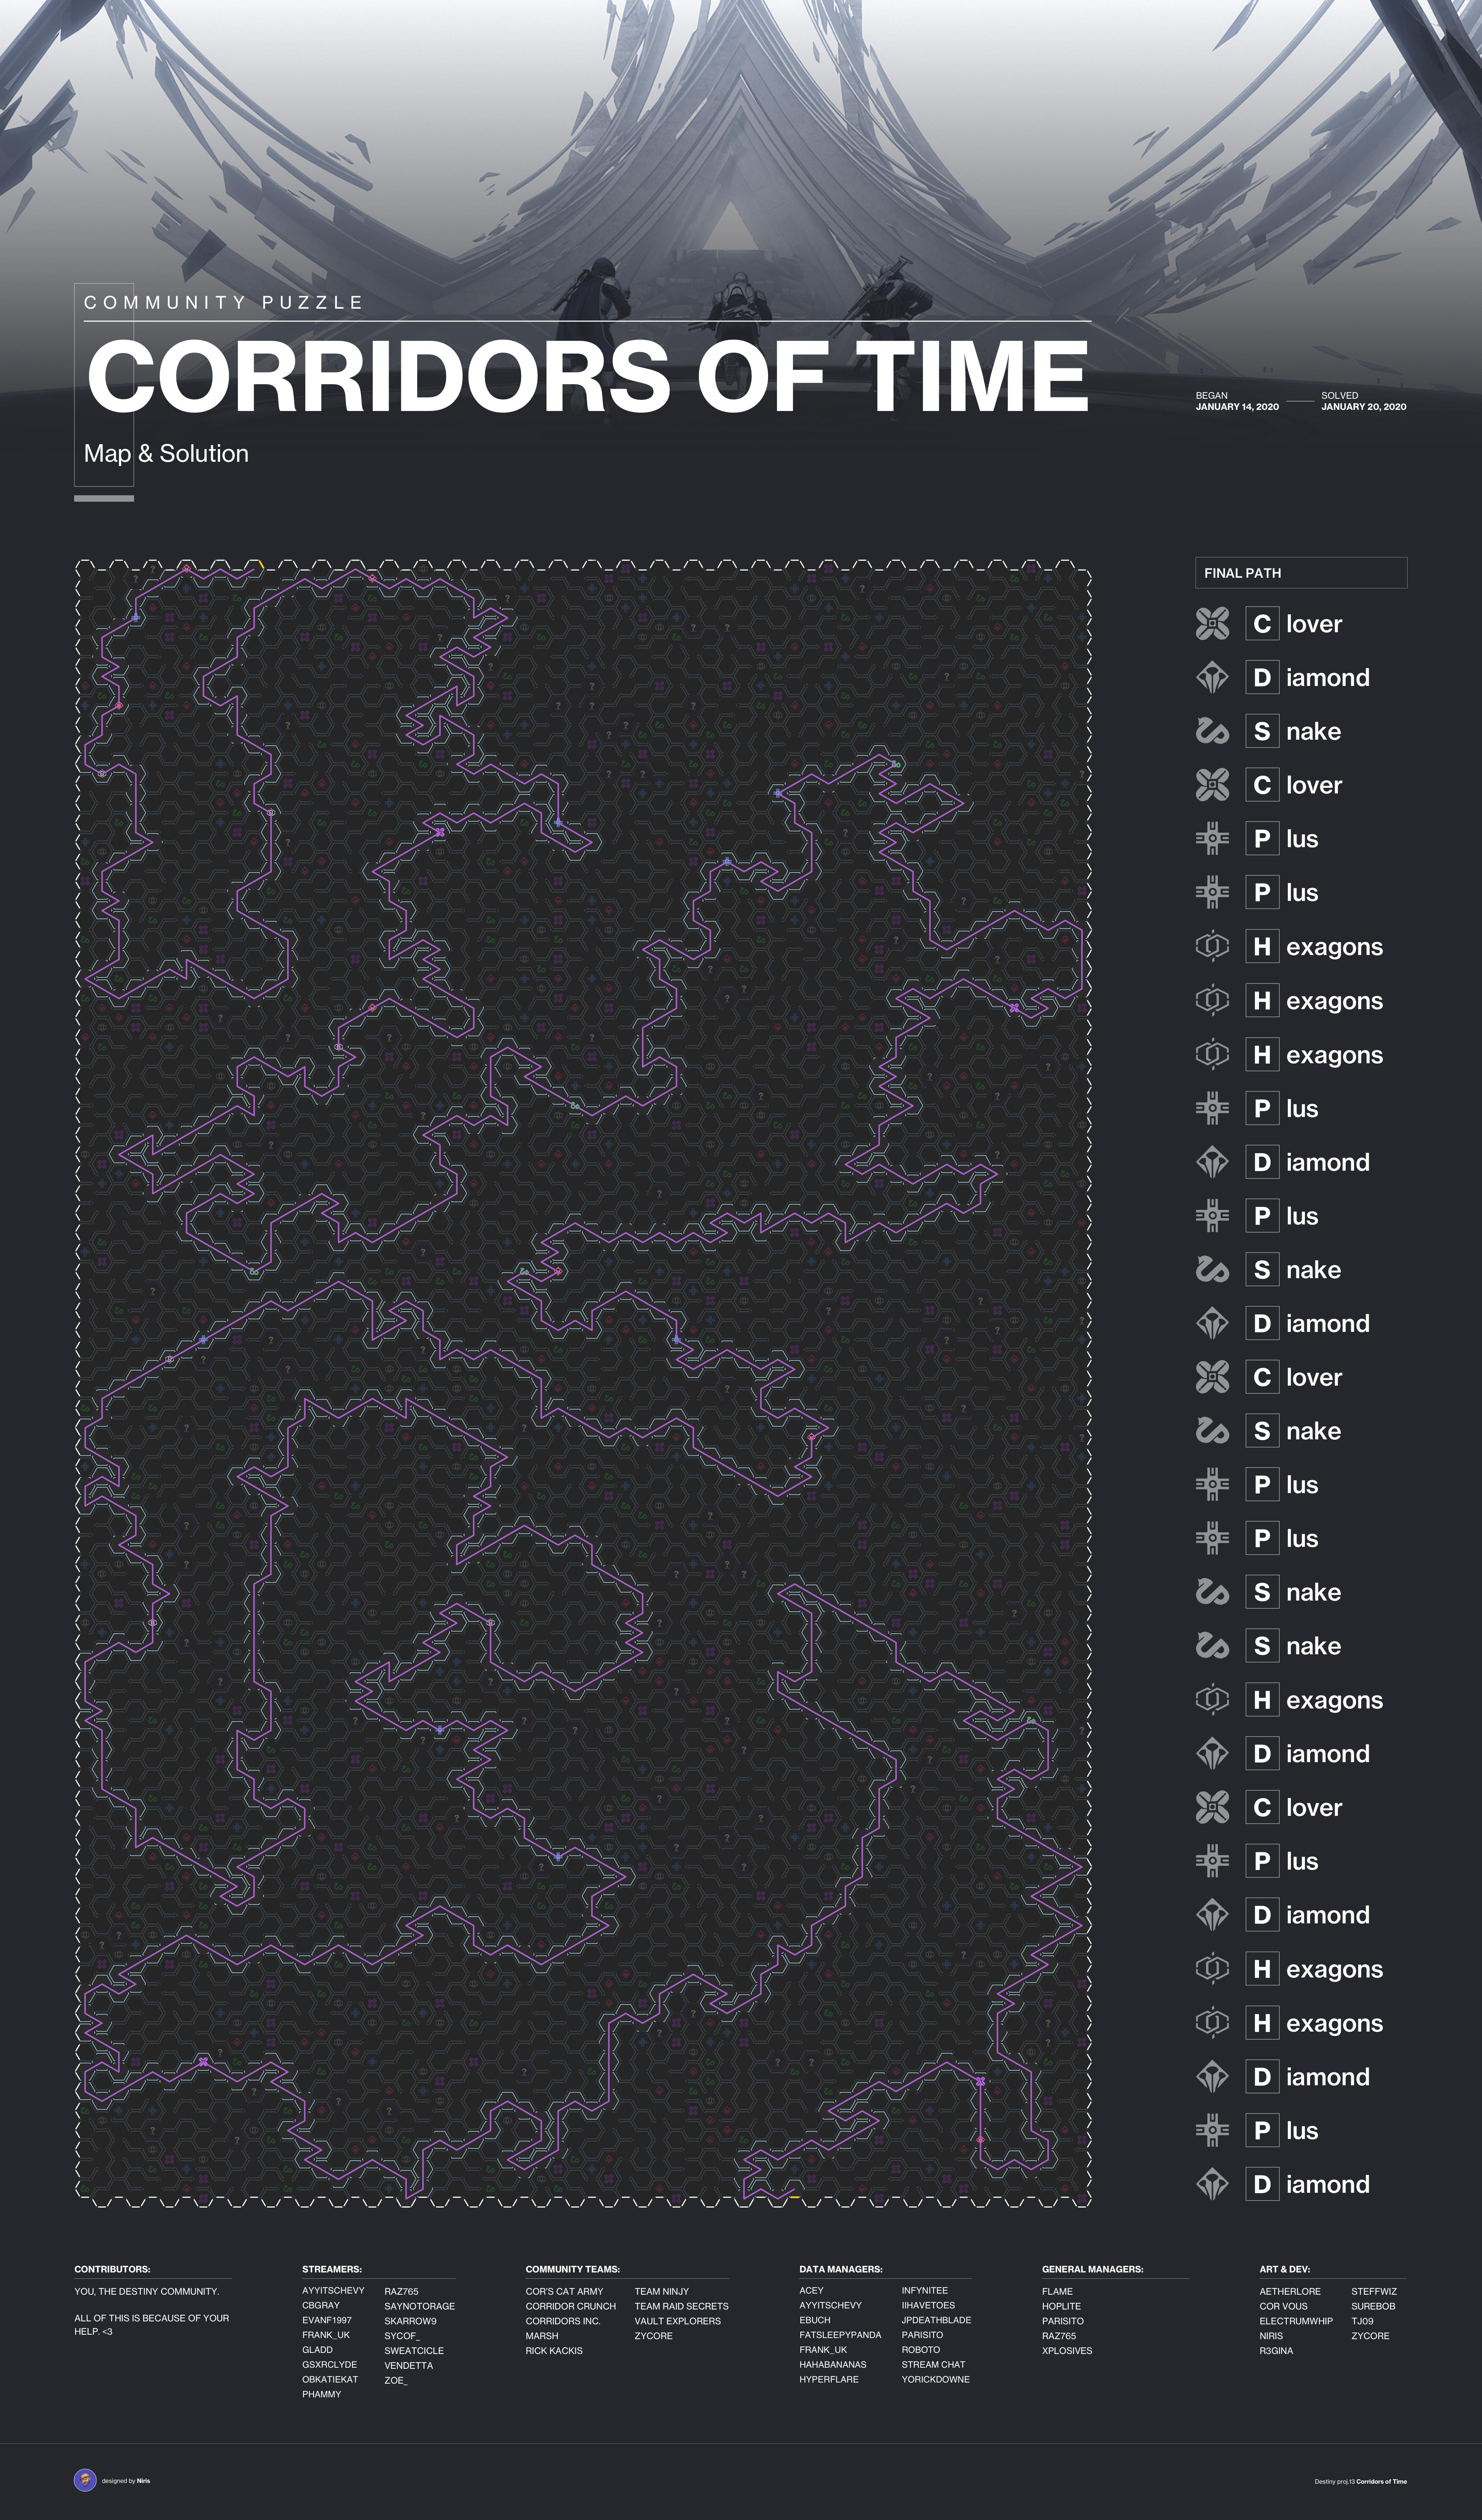 COMMUNITY PUZZLE
CORRIDORS OF TIME
Map & Solution
BEGAN
JANUARY 14, 2020
SOLVED
JANUARY 20, 2020
FINAL PATH
C lover
D iamond
S nake
C lover
P lus
P lus
H exagons
H exagons
H exagons
P lus
D iamond
P lus
S nake
D iamond
C lover
S nake
P lus
P lus
S nake
S nake
H exagons
D iamond
C lover
P lus
D iamond
H exagons
H exagons
D iamond
P lus
D iamond
CONTRIBUTORS:
YOU, THE DESTINY COMMUNITY.
ALL OF THIS IS BECAUSE OF YOUR
HELP. <3
STREAMERS:
AYYITSCHEVY
CBGRAY
EVANF1997
FRANK_UK
GLADD
GSXRCLYDE
OBKATIEKAT
PHAMMY
RAZ765
SAYNOTORAGE
SKARROW9
SYCOF_
SWEATCICLE
VENDETTA
ZOE_
COMMUNITY TEAMS:
COR'S CAT ARMY
CORRIDOR CRUNCH
CORRIDORS INC.
MARSH
RICK KACKIS
TEAM NINJY
TEAM RAID SECRETS
VAULT EXPLORERS
ZYCORE
DATA MANAGERS:
ACEY
AYYITSCHEVY
EBUCH
FATSLEEPYPANDA
FRANK_UK
HAHABANANAS
HYPERFLARE
INFYNITEE
IIHAVETOES
JPDEATHBLADE
PARISITO
ROBOTO
STREAM CHAT
YORICKDOWNE
GENERAL MANAGERS:
FLAME
HOPLITE
PARISITO
RAZ765
XPLOSIVES
ART & DEV:
AETHERLORE
COR VOUS
ELECTRUMWHIP
NIRIS
R3GINA
STEFFWIZ
SUREBOB
TJ09
ZYCORE
designed by Niris
Destiny proj.13 Corridors of Time